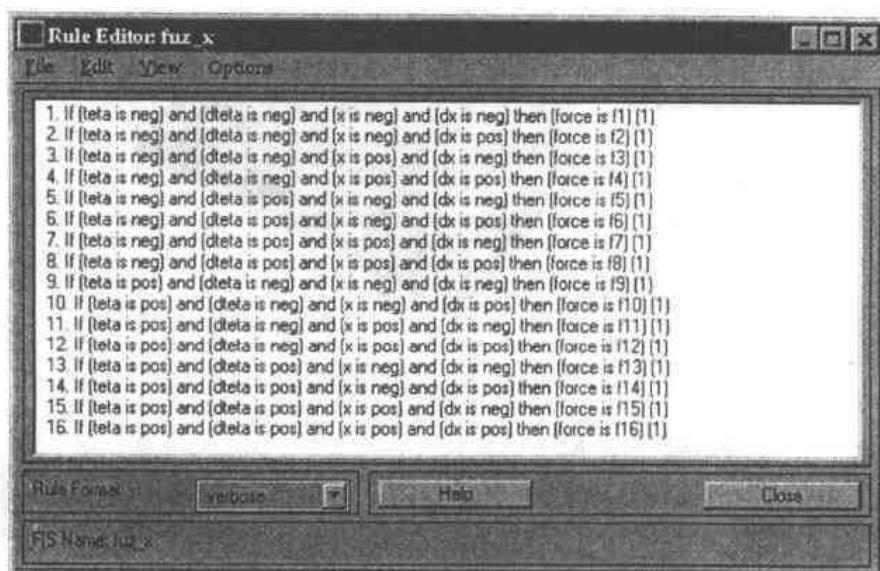 Rule Editor: fuz_x
File Edit View Options
1. If (teta is neg) and (dteta is neg) and (x is neg) and (dx is neg) then (force is f1) (1)
2. If (teta is neg) and (dteta is neg) and (x is neg) and (dx is pos) then (force is f2) (1)
3. If (teta is neg) and (dteta is neg) and (x is pos) and (dx is neg) then (force is f3) (1)
4. If (teta is neg) and (dteta is neg) and (x is pos) and (dx is pos) then (force is f4) (1)
5. If (teta is neg) and (dteta is pos) and (x is neg) and (dx is neg) then (force is f5) (1)
6. If (teta is neg) and (dteta is pos) and (x is neg) and (dx is pos) then (force is f6) (1)
7. If (teta is neg) and (dteta is pos) and (x is pos) and (dx is neg) then (force is f7) (1)
8. If (teta is neg) and (dteta is pos) and (x is pos) and (dx is pos) then (force is f8) (1)
9. If (teta is pos) and (dteta is neg) and (x is neg) and (dx is neg) then (force is f9) (1)
10. If (teta is pos) and (dteta is neg) and (x is neg) and (dx is pos) then (force is f10) (1)
11. If (teta is pos) and (dteta is neg) and (x is pos) and (dx is neg) then (force is f11) (1)
12. If (teta is pos) and (dteta is neg) and (x is pos) and (dx is pos) then (force is f12) (1)
13. If (teta is pos) and (dteta is pos) and (x is neg) and (dx is neg) then (force is f13) (1)
14. If (teta is pos) and (dteta is pos) and (x is neg) and (dx is pos) then (force is f14) (1)
15. If (teta is pos) and (dteta is pos) and (x is pos) and (dx is neg) then (force is f15) (1)
16. If (teta is pos) and (dteta is pos) and (x is pos) and (dx is pos) then (force is f16) (1)
Rule Format verbose Help Close
FIS Name: fuz_x